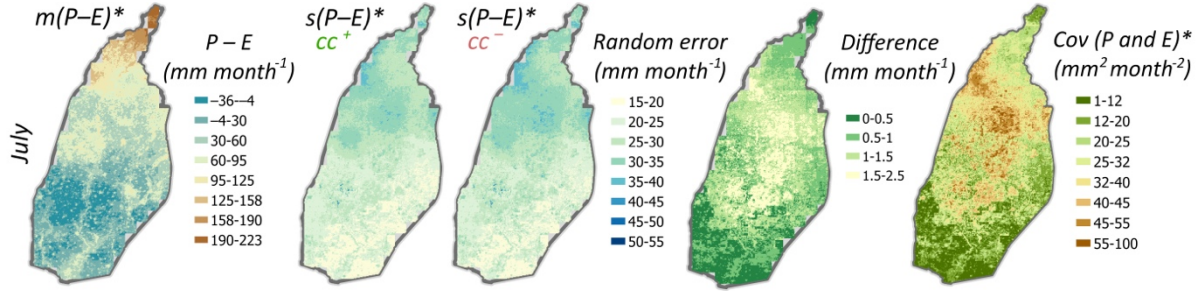 July
m(P–E)*
P – E
(mm month⁻¹)
–36-–4
–4-30
30-60
60-95
95-125
125-158
158-190
190-223
s(P–E)*
cc⁺
s(P–E)*
cc⁻
Random error
(mm month⁻¹)
15-20
20-25
25-30
30-35
35-40
40-45
45-50
50-55
Difference
(mm month⁻¹)
0-0.5
0.5-1
1-1.5
1.5-2.5
Cov (P and E)*
(mm² month⁻²)
1-12
12-20
20-25
25-32
32-40
40-45
45-55
55-100